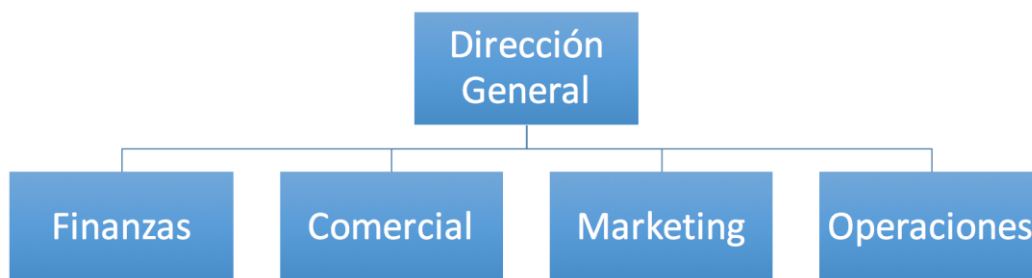 Dirección
General
Finanzas
Comercial
Marketing
Operaciones